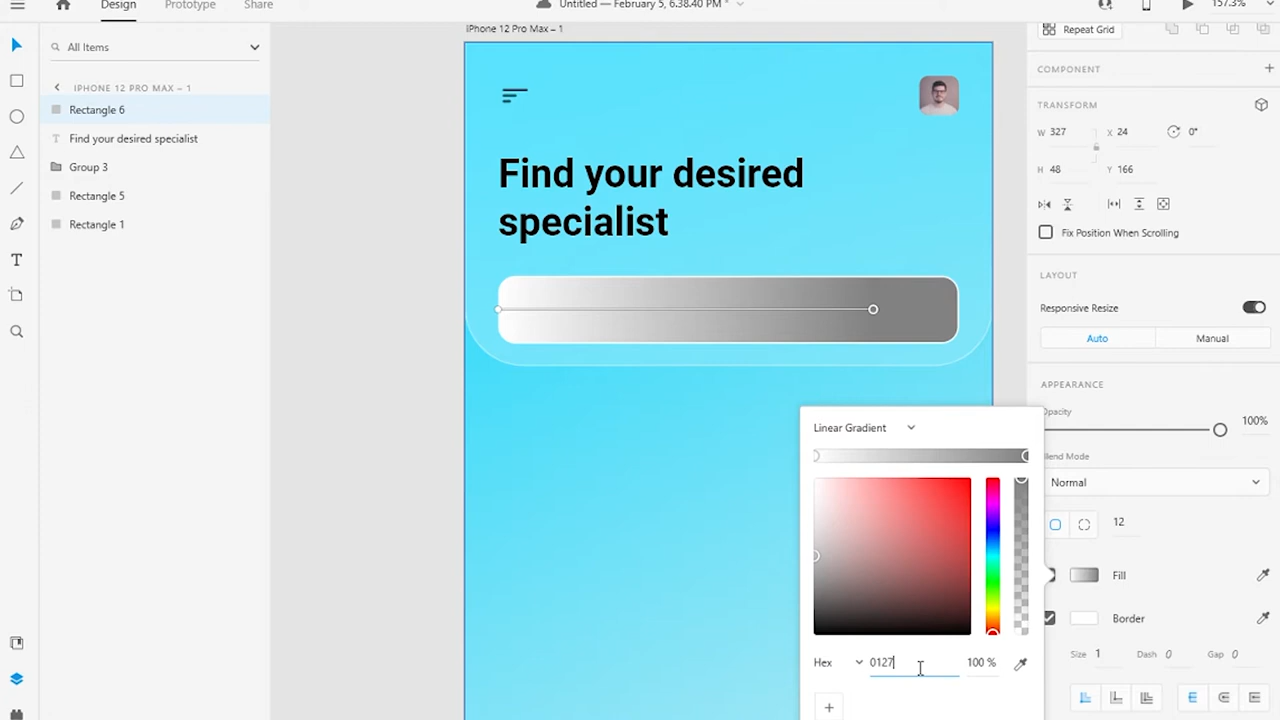 Design
Prototype
Share
Untitled — February 5, 6.38.40 PM *
157.3%
All Items
IPHONE 12 PRO MAX – 1
Rectangle 6
Find your desired specialist
Group 3
Rectangle 5
Rectangle 1
iPhone 12 Pro Max – 1
Find your desired
specialist
Linear Gradient
Hex
0127
100 %
Repeat Grid
COMPONENT
TRANSFORM
W 327
X 24
0°
H 48
Y 166
Fix Position When Scrolling
LAYOUT
Responsive Resize
Auto
Manual
APPEARANCE
Opacity
100%
Blend Mode
Normal
12
Fill
Border
Size 1
Dash 0
Gap 0